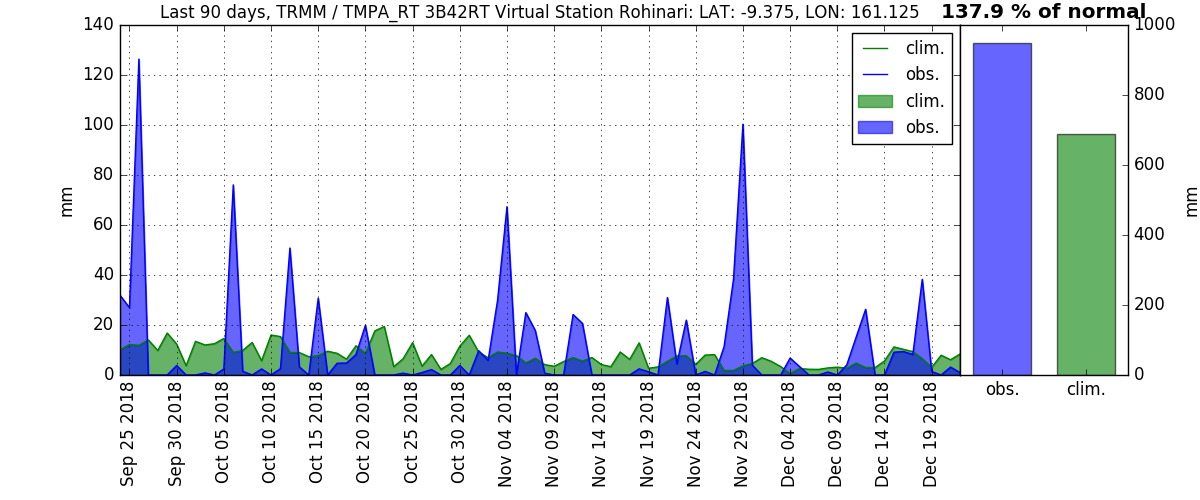 Last 90 days, TRMM / TMPA_RT 3B42RT Virtual Station Rohinari: LAT: -9.375, LON: 161.125
137.9 % of normal
140
120
100
80
60
40
20
0
mm
clim.
obs.
clim.
obs.
Sep 25 2018
Sep 30 2018
Oct 05 2018
Oct 10 2018
Oct 15 2018
Oct 20 2018
Oct 25 2018
Oct 30 2018
Nov 04 2018
Nov 09 2018
Nov 14 2018
Nov 19 2018
Nov 24 2018
Nov 29 2018
Dec 04 2018
Dec 09 2018
Dec 14 2018
Dec 19 2018
1000
800
600
400
200
0
mm
obs.
clim.